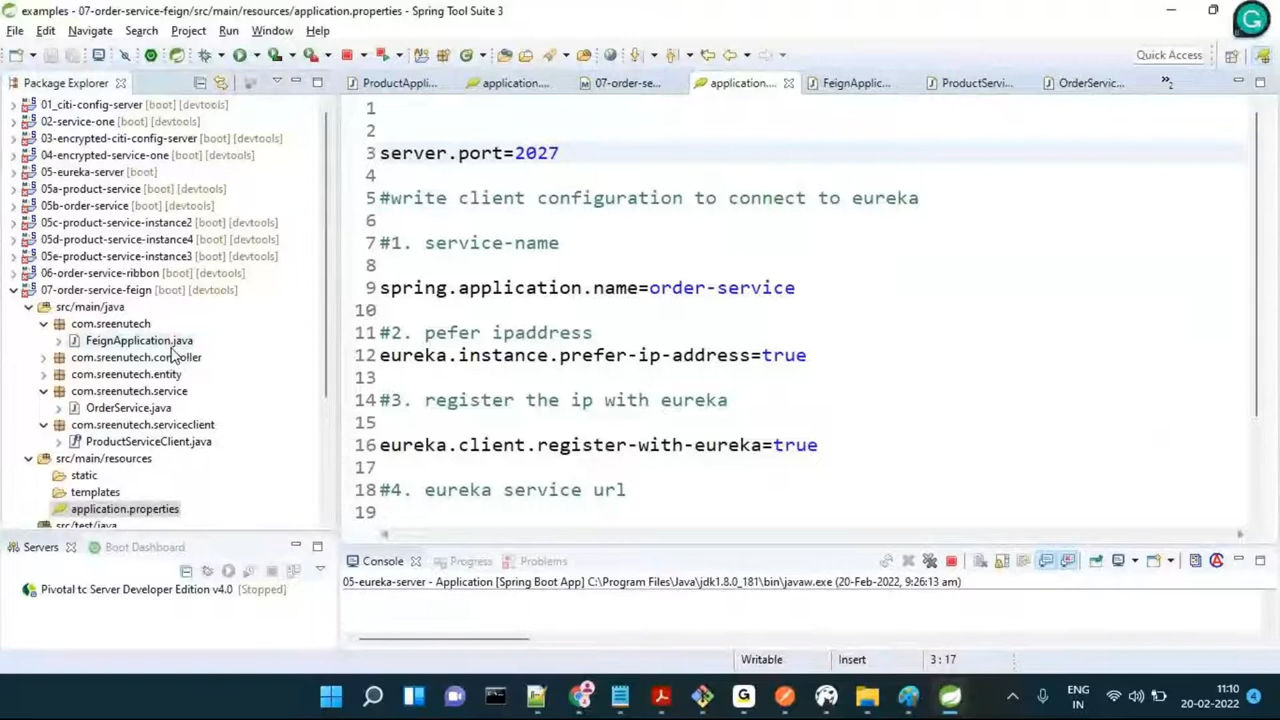 examples - 07-order-service-feign/src/main/resources/application.properties - Spring Tool Suite 3
G
File Edit Navigate Search Project Run Window Help
Quick Access
Package Explorer
ProductAppli...
application....
07-order-se...
application....
FeignApplic...
ProductServi...
OrderServic...
»2
01_citi-config-server [boot] [devtools]
02-service-one [boot] [devtools]
03-encrypted-citi-config-server [boot] [devtools]
04-encrypted-service-one [boot] [devtools]
05-eureka-server [boot]
05a-product-service [boot] [devtools]
05b-order-service [boot] [devtools]
05c-product-service-instance2 [boot] [devtools]
05d-product-service-instance4 [boot] [devtools]
05e-product-service-instance3 [boot] [devtools]
06-order-service-ribbon [boot] [devtools]
07-order-service-feign [boot] [devtools]
src/main/java
com.sreenutech
FeignApplication.java
com.sreenutech.controller
com.sreenutech.entity
com.sreenutech.service
OrderService.java
com.sreenutech.serviceclient
ProductServiceClient.java
src/main/resources
static
templates
application.properties
src/test/java
1
2
3 server.port=2027
4
5 #write client configuration to connect to eureka
6
7 #1. service-name
8
9 spring.application.name=order-service
10
11 #2. pefer ipaddress
12 eureka.instance.prefer-ip-address=true
13
14 #3. register the ip with eureka
15
16 eureka.client.register-with-eureka=true
17
18 #4. eureka service url
19
Servers
Boot Dashboard
Pivotal tc Server Developer Edition v4.0 [Stopped]
Console
Progress
Problems
05-eureka-server - Application [Spring Boot App] C:\Program Files\Java\jdk1.8.0_181\bin\javaw.exe (20-Feb-2022, 9:26:13 am)
Writable
Insert
3 : 17
G
ENG
IN
11:10
20-02-2022
4